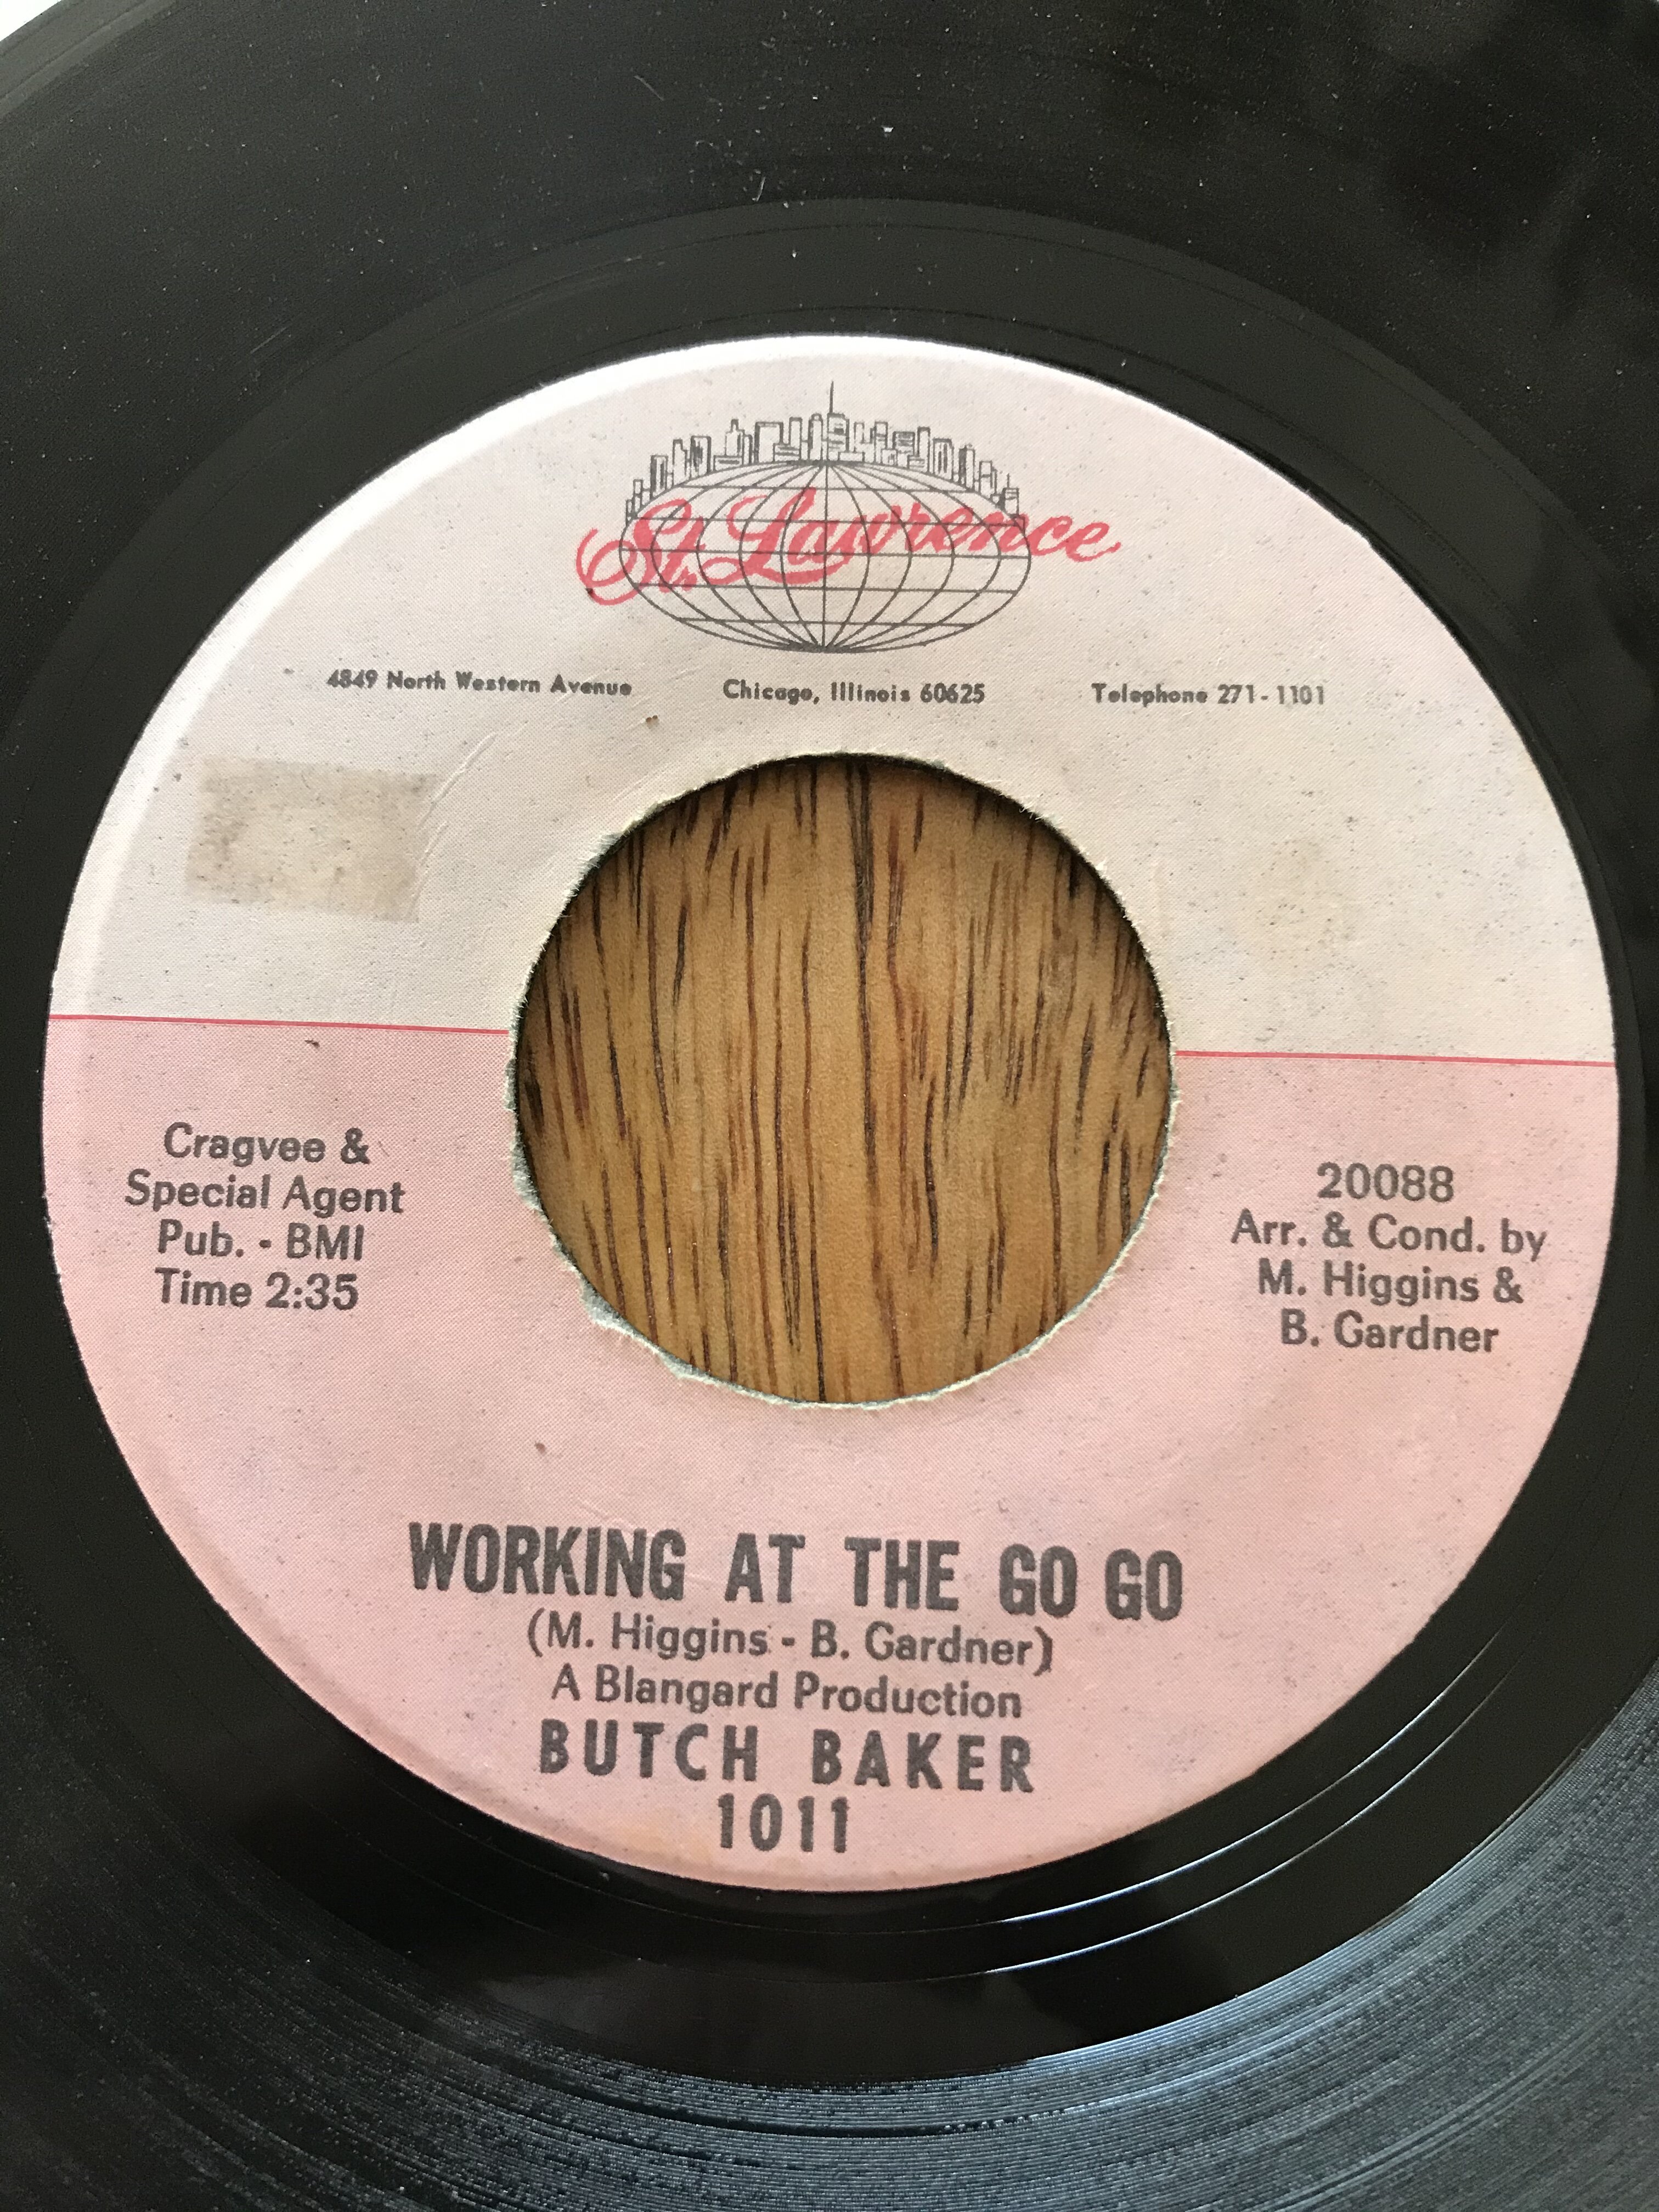 St. Lawrence
4849 North Western Avenue Chicago, Illinois 60625 Telephone 271-1101
Cragvee &
Special Agent
Pub. - BMI
Time 2:35
20088
Arr. & Cond. by
M. Higgins &
B. Gardner
WORKING AT THE GO GO
(M. Higgins - B. Gardner)
A Blangard Production
BUTCH BAKER
1011